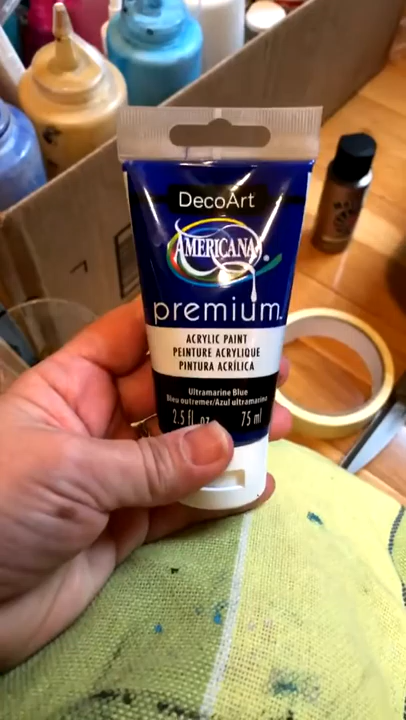 DecoArt
AMERICANA
premium
ACRYLIC PAINT
PEINTURE ACRYLIQUE
PINTURA ACRÍLICA
Ultramarine Blue
Bleu outremer/Azul ultramarino
2.5 fl oz 75 ml